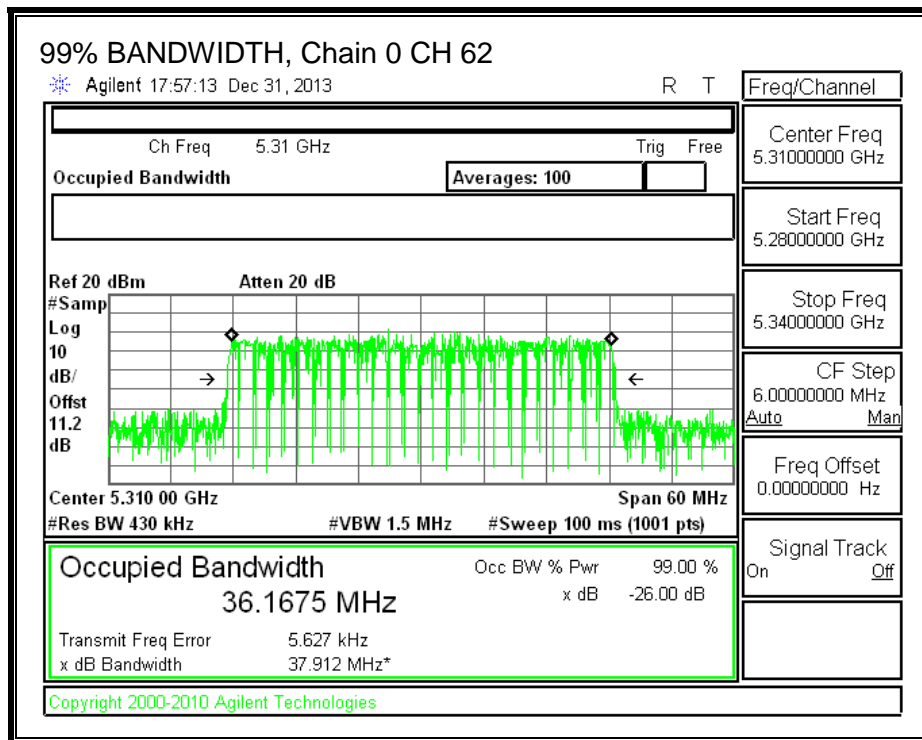 99% BANDWIDTH, Chain 0 CH 62
Agilent 17:57:13 Dec 31, 2013 R T
Freq/Channel
Ch Freq 5.31 GHz Trig Free
Occupied Bandwidth Averages: 100
Center Freq
5.31000000 GHz
Start Freq
5.28000000 GHz
Stop Freq
5.34000000 GHz
CF Step
6.00000000 MHz
Auto Man
Freq Offset
0.00000000 Hz
Signal Track
On Off
Ref 20 dBm Atten 20 dB
#Samp
Log
10
dB/
Offst
11.2
dB
Center 5.310 00 GHz Span 60 MHz
#Res BW 430 kHz #VBW 1.5 MHz #Sweep 100 ms (1001 pts)
Occupied Bandwidth
36.1675 MHz
Occ BW % Pwr 99.00 %
x dB -26.00 dB
Transmit Freq Error 5.627 kHz
x dB Bandwidth 37.912 MHz*
Copyright 2000-2010 Agilent Technologies